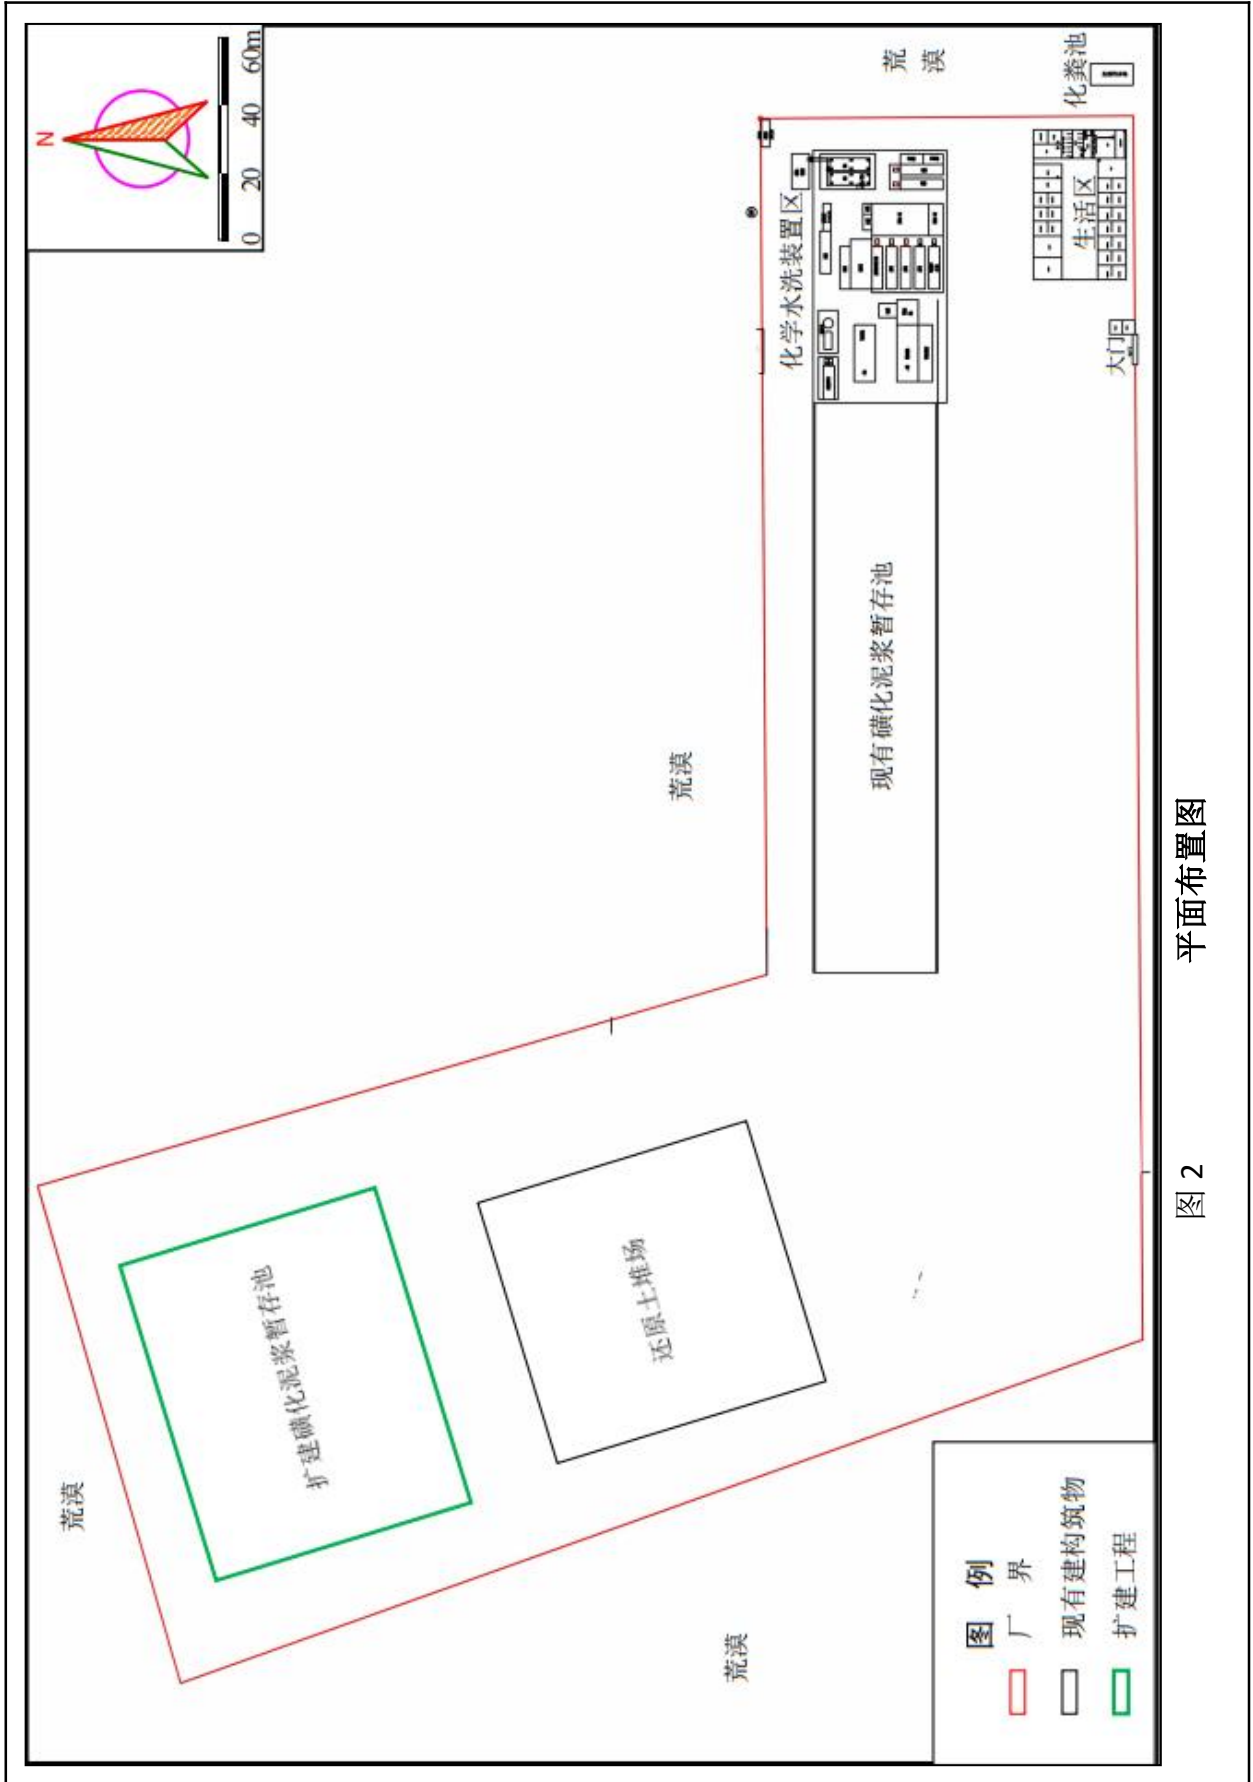 N
0 20 40 60m
荒漠
化粪池
化学水洗装置区
生活区
大门
现有磺化泥浆暂存池
荒漠
扩建磺化泥浆暂存池
还原土堆场
荒漠
荒漠
图 例
厂 界
现有建构筑物
扩建工程
图 2 平面布置图